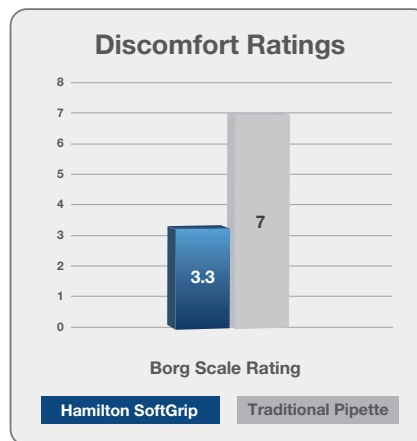 Discomfort Ratings
8
7
6
5
4
3
2
1
0
7
3.3
Borg Scale Rating
Hamilton SoftGrip
Traditional Pipette